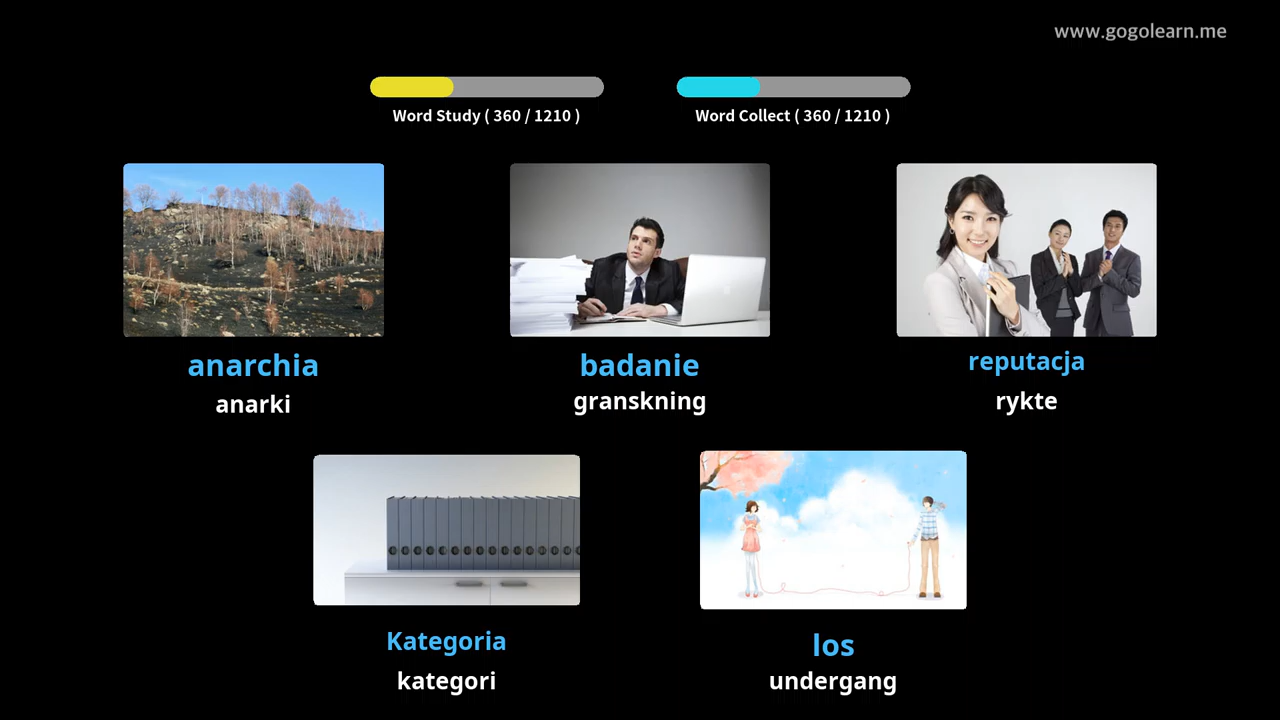 www.gogolearn.me
Word Study ( 360 / 1210 )
Word Collect ( 360 / 1210 )
anarchia
anarki
badanie
granskning
reputacja
rykte
Kategoria
kategori
los
undergang